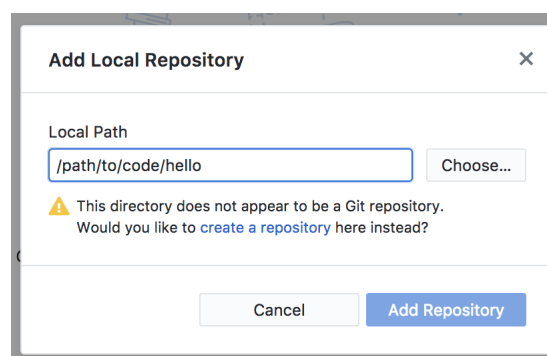 Add Local Repository
Local Path
/path/to/code/hello
Choose...
This directory does not appear to be a Git repository.
Would you like to create a repository here instead?
Cancel
Add Repository